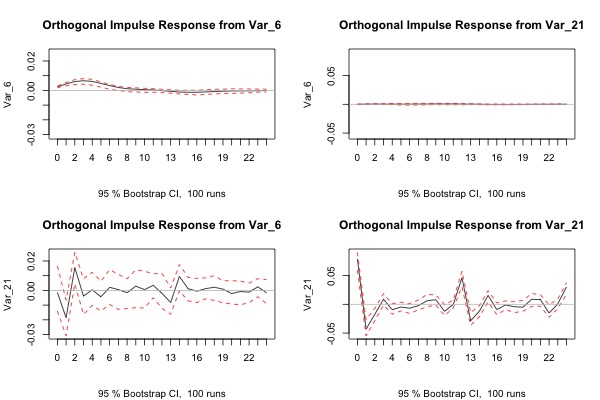 Orthogonal Impulse Response from Var_6
Var_6
0.02
0.00
-0.03
0 2 4 6 8 10 13 16 19 22
95 % Bootstrap CI, 100 runs
Orthogonal Impulse Response from Var_21
Var_6
0.05
-0.05
0 2 4 6 8 10 13 16 19 22
95 % Bootstrap CI, 100 runs
Orthogonal Impulse Response from Var_6
Var_21
0.02
0.00
-0.03
0 2 4 6 8 10 13 16 19 22
95 % Bootstrap CI, 100 runs
Orthogonal Impulse Response from Var_21
Var_21
0.05
-0.05
0 2 4 6 8 10 13 16 19 22
95 % Bootstrap CI, 100 runs